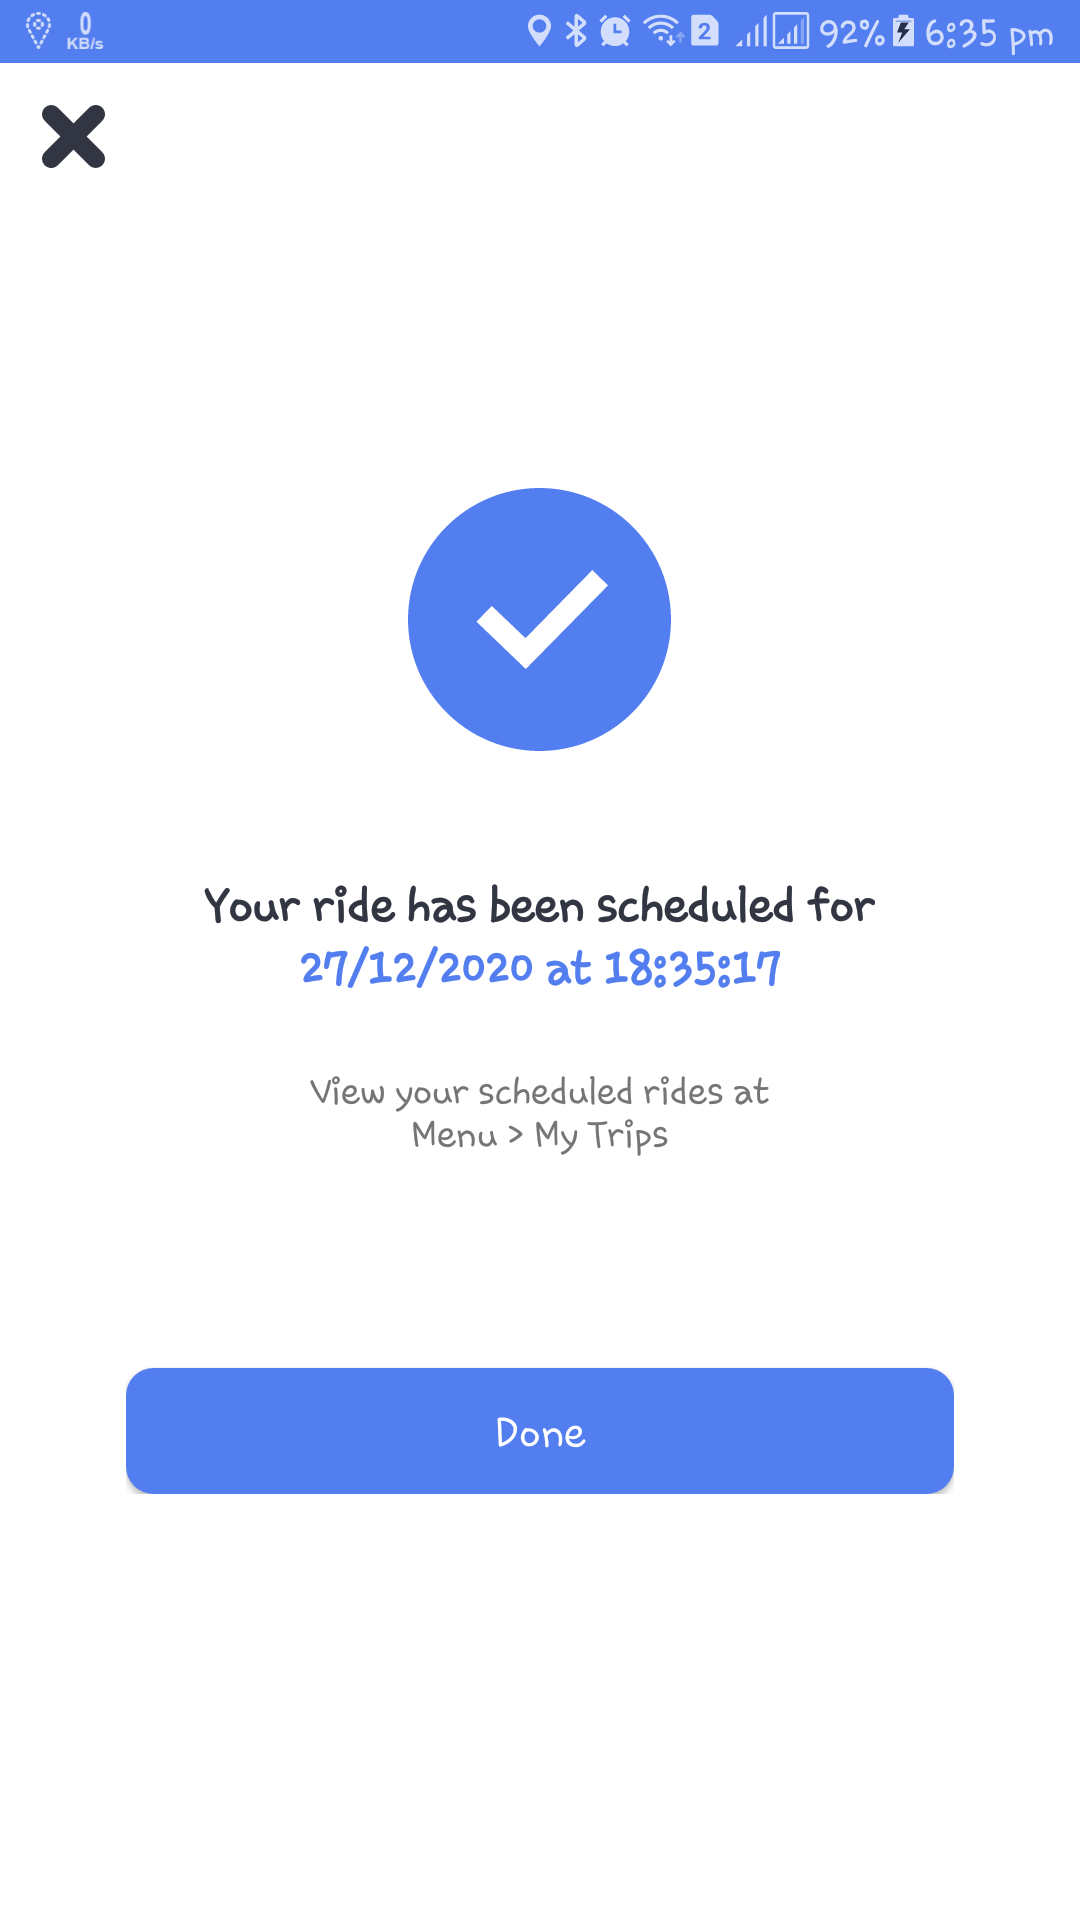 0
KB/s
2
92%
6:35 pm
Your ride has been scheduled for
27/12/2020 at 18:35:17
View your scheduled rides at
Menu > My Trips
Done